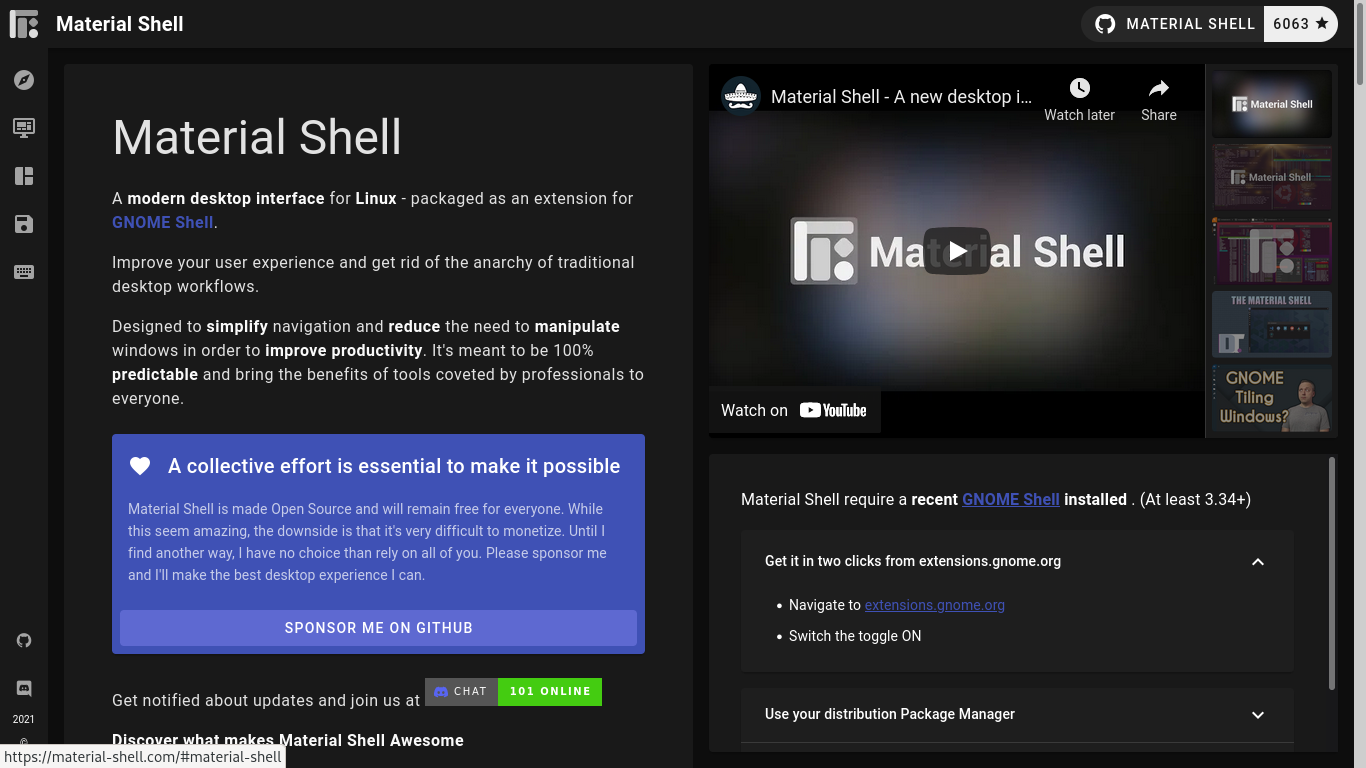 Material Shell
MATERIAL SHELL 6063 ★
Material Shell
A modern desktop interface for Linux - packaged as an extension for
GNOME Shell.
Improve your user experience and get rid of the anarchy of traditional
desktop workflows.
Designed to simplify navigation and reduce the need to manipulate
windows in order to improve productivity. It's meant to be 100%
predictable and bring the benefits of tools coveted by professionals to
everyone.
A collective effort is essential to make it possible
Material Shell is made Open Source and will remain free for everyone. While
this seem amazing, the downside is that it's very difficult to monetize. Until I
find another way, I have no choice than rely on all of you. Please sponsor me
and I'll make the best desktop experience I can.
SPONSOR ME ON GITHUB
Get notified about updates and join us at CHAT 101 ONLINE
Discover what makes Material Shell Awesome
2021
©
https://material-shell.com/#material-shell
Material Shell - A new desktop i...
Watch later
Share
Material Shell
Watch on YouTube
Material Shell
Material Shell
THE MATERIAL SHELL
GNOME
Tiling
Windows?
Material Shell require a recent GNOME Shell installed . (At least 3.34+)
Get it in two clicks from extensions.gnome.org
• Navigate to extensions.gnome.org
• Switch the toggle ON
Use your distribution Package Manager